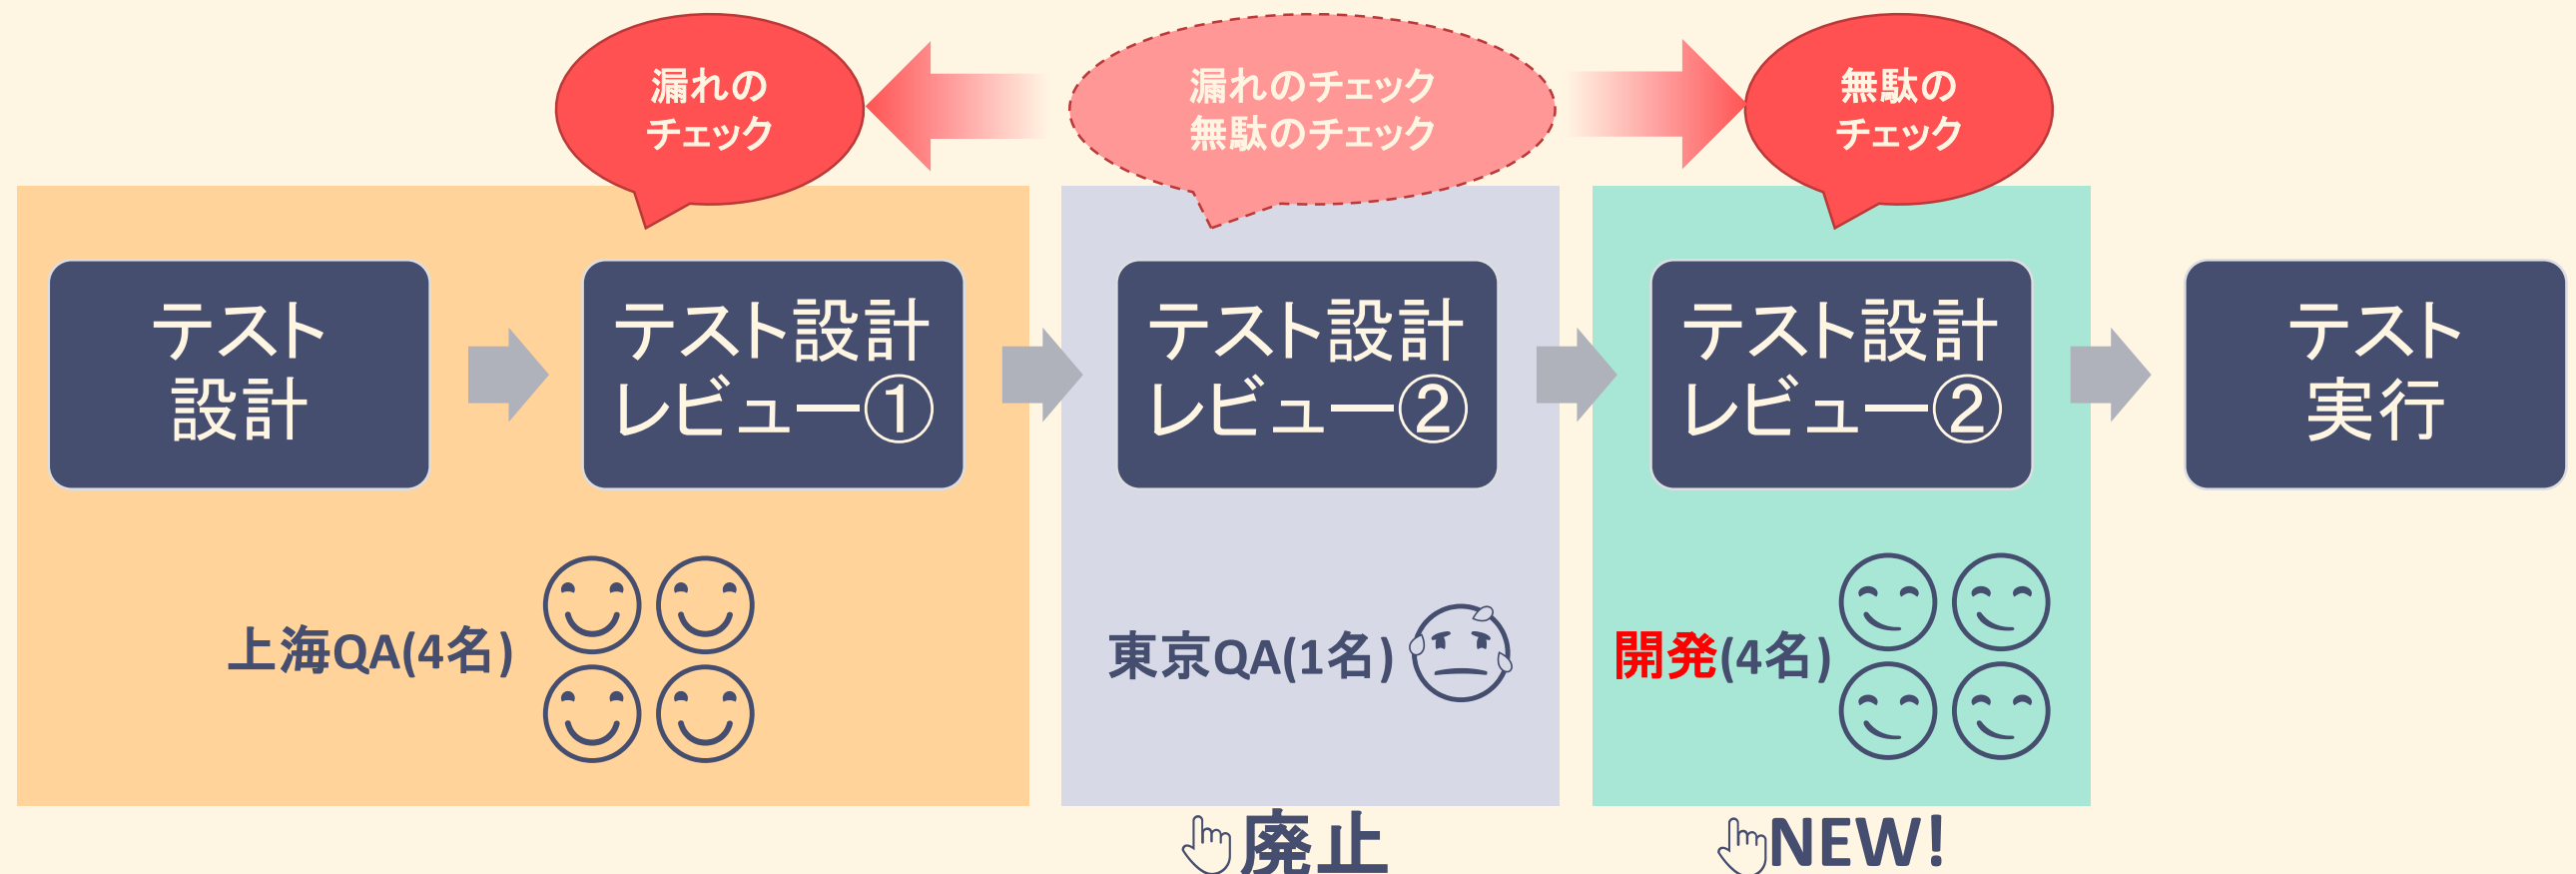 漏れの
チェック
漏れのチェック
無駄のチェック
無駄の
チェック
テスト
設計
テスト設計
レビュー①
テスト設計
レビュー②
テスト設計
レビュー②
テスト
実行
上海QA(4名)
東京QA(1名)
開発(4名)
廃止
NEW!